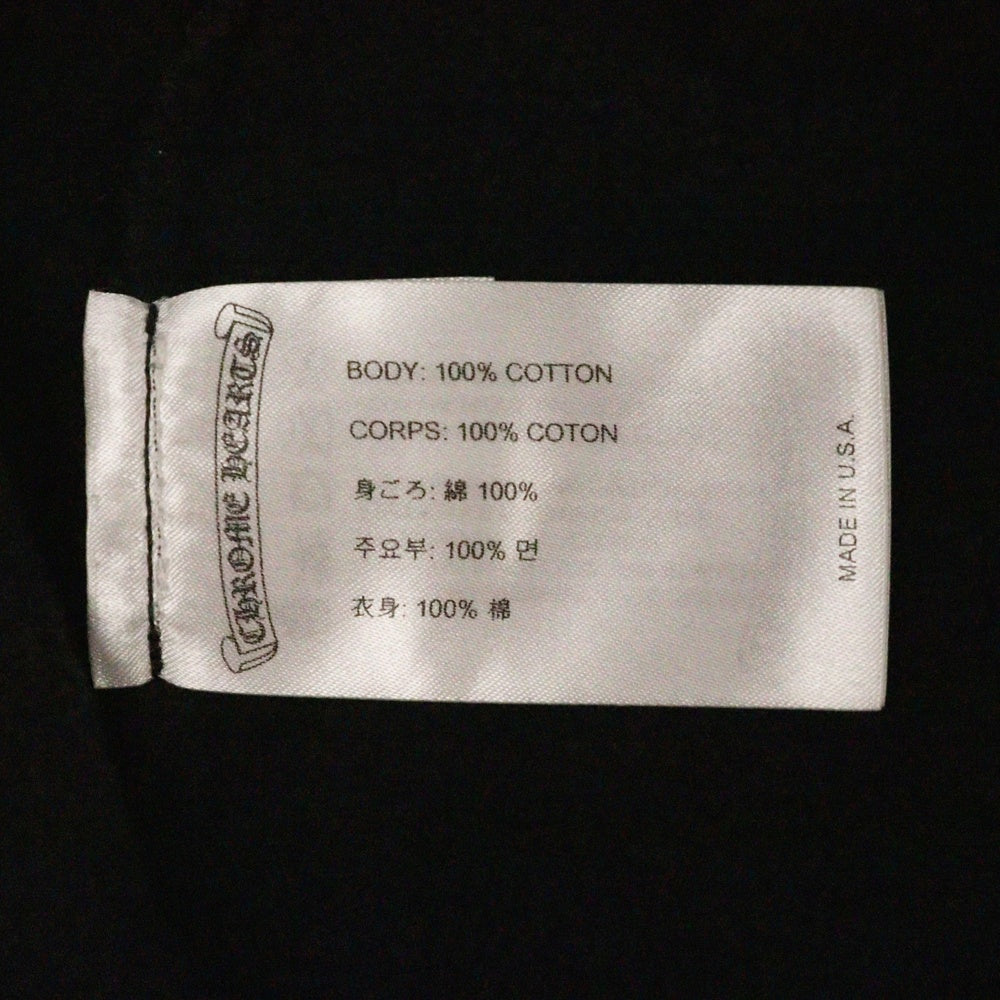 CHROME HEARTS
BODY: 100% COTTON
CORPS: 100% COTON
身ごろ: 綿 100%
주요부: 100% 면
衣身: 100% 棉
MADE IN U.S.A.